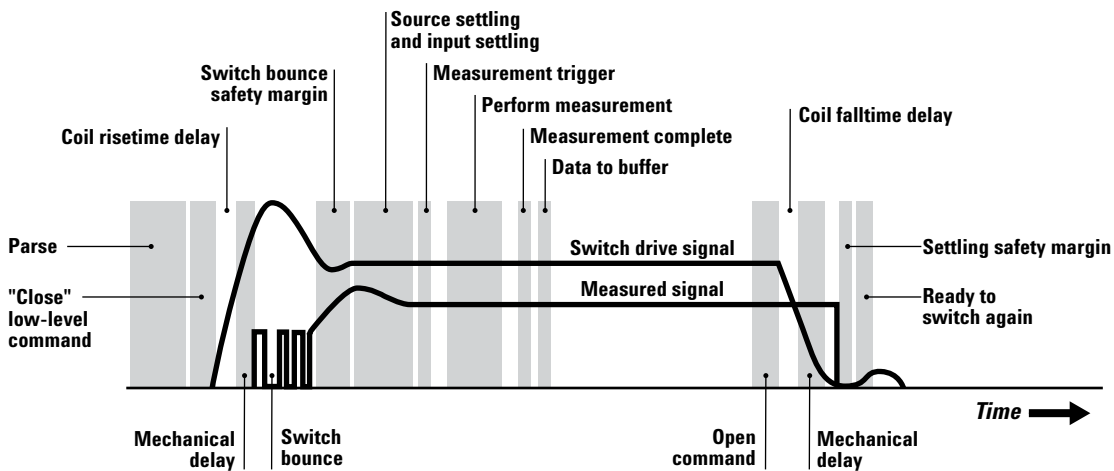 Source settling
and input settling
Switch bounce
safety margin
Measurement trigger
Perform measurement
Coil risetime delay
Measurement complete
Coil falltime delay
Data to buffer
Parse
Switch drive signal
Settling safety margin
"Close"
low-level
command
Measured signal
Ready to
switch again
Time
Mechanical
delay
Switch
bounce
Open
command
Mechanical
delay